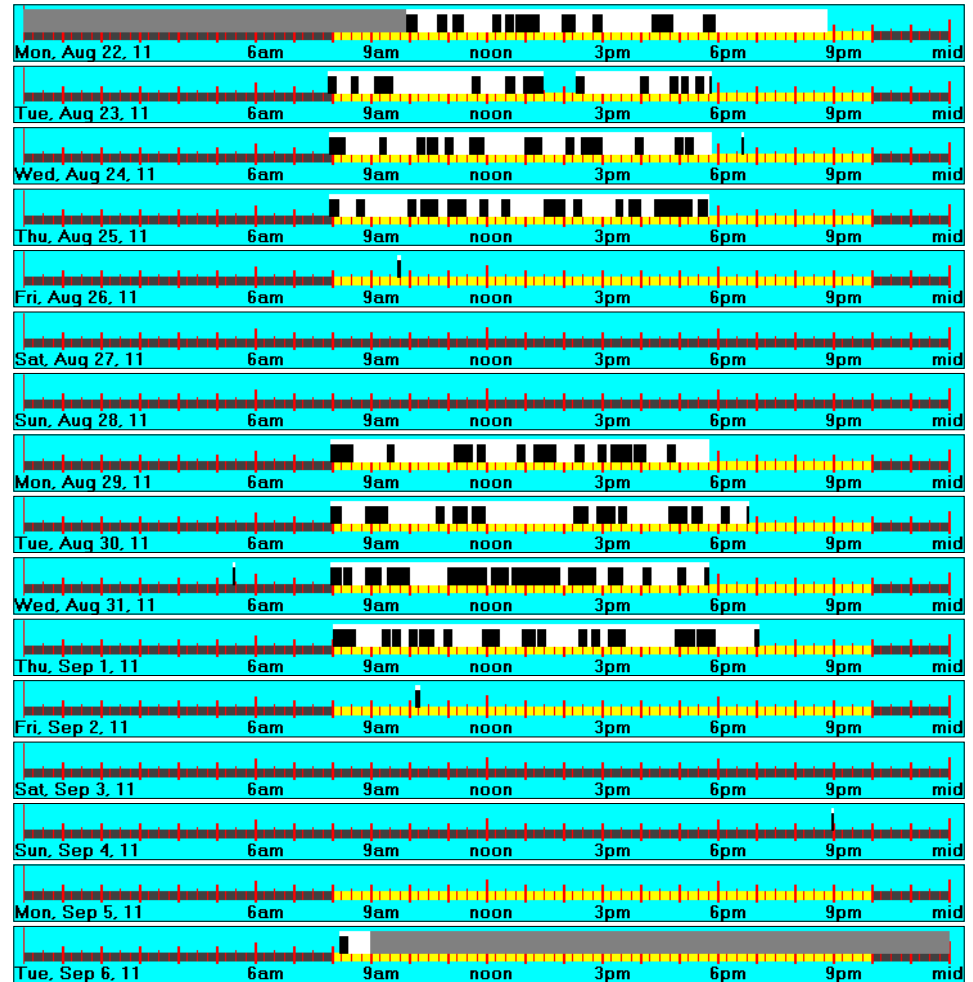 Mon, Aug 22, 11 6am 9am noon 3pm 6pm 9pm mid
Tue, Aug 23, 11 6am 9am noon 3pm 6pm 9pm mid
Wed, Aug 24, 11 6am 9am noon 3pm 6pm 9pm mid
Thu, Aug 25, 11 6am 9am noon 3pm 6pm 9pm mid
Fri, Aug 26, 11 6am 9am noon 3pm 6pm 9pm mid
Sat, Aug 27, 11 6am 9am noon 3pm 6pm 9pm mid
Sun, Aug 28, 11 6am 9am noon 3pm 6pm 9pm mid
Mon, Aug 29, 11 6am 9am noon 3pm 6pm 9pm mid
Tue, Aug 30, 11 6am 9am noon 3pm 6pm 9pm mid
Wed, Aug 31, 11 6am 9am noon 3pm 6pm 9pm mid
Thu, Sep 1, 11 6am 9am noon 3pm 6pm 9pm mid
Fri, Sep 2, 11 6am 9am noon 3pm 6pm 9pm mid
Sat, Sep 3, 11 6am 9am noon 3pm 6pm 9pm mid
Sun, Sep 4, 11 6am 9am noon 3pm 6pm 9pm mid
Mon, Sep 5, 11 6am 9am noon 3pm 6pm 9pm mid
Tue, Sep 6, 11 6am 9am noon 3pm 6pm 9pm mid